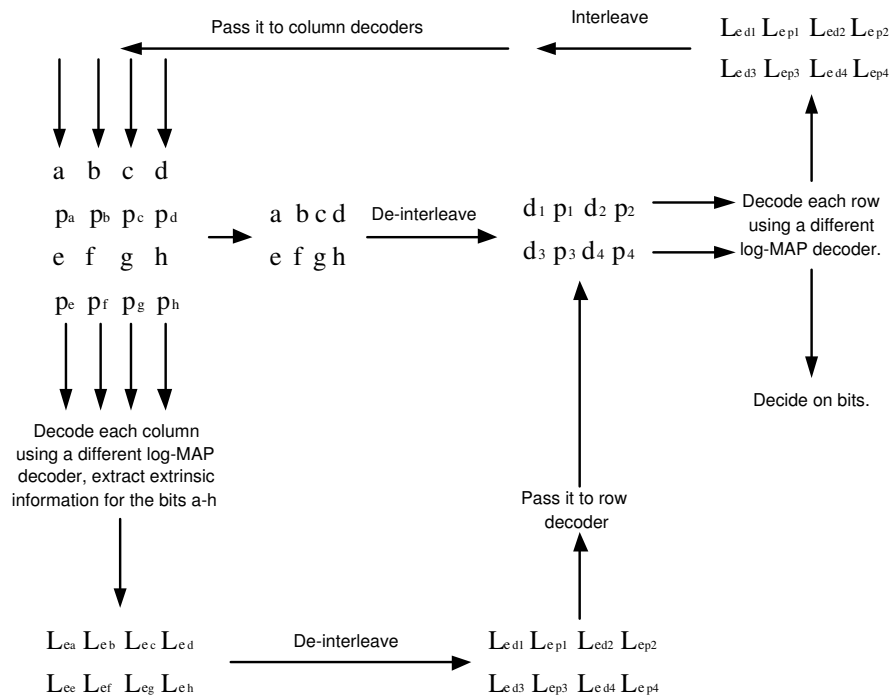 Pass it to column decoders
Interleave
Led1 Lep1 Led2 Lep2
Led3 Lep3 Led4 Lep4
a b c d
pa pb pc pd
e f g h
pe pf pg ph
a b c d
e f g h
De-interleave
d1 p1 d2 p2
d3 p3 d4 p4
Decode each row
using a different
log-MAP decoder.
Decide on bits.
Decode each column
using a different log-MAP
decoder, extract extrinsic
information for the bits a-h
Pass it to row
decoder
Lea Leb Lec Led
Lee Lef Leg Leh
De-interleave
Led1 Lep1 Led2 Lep2
Led3 Lep3 Led4 Lep4